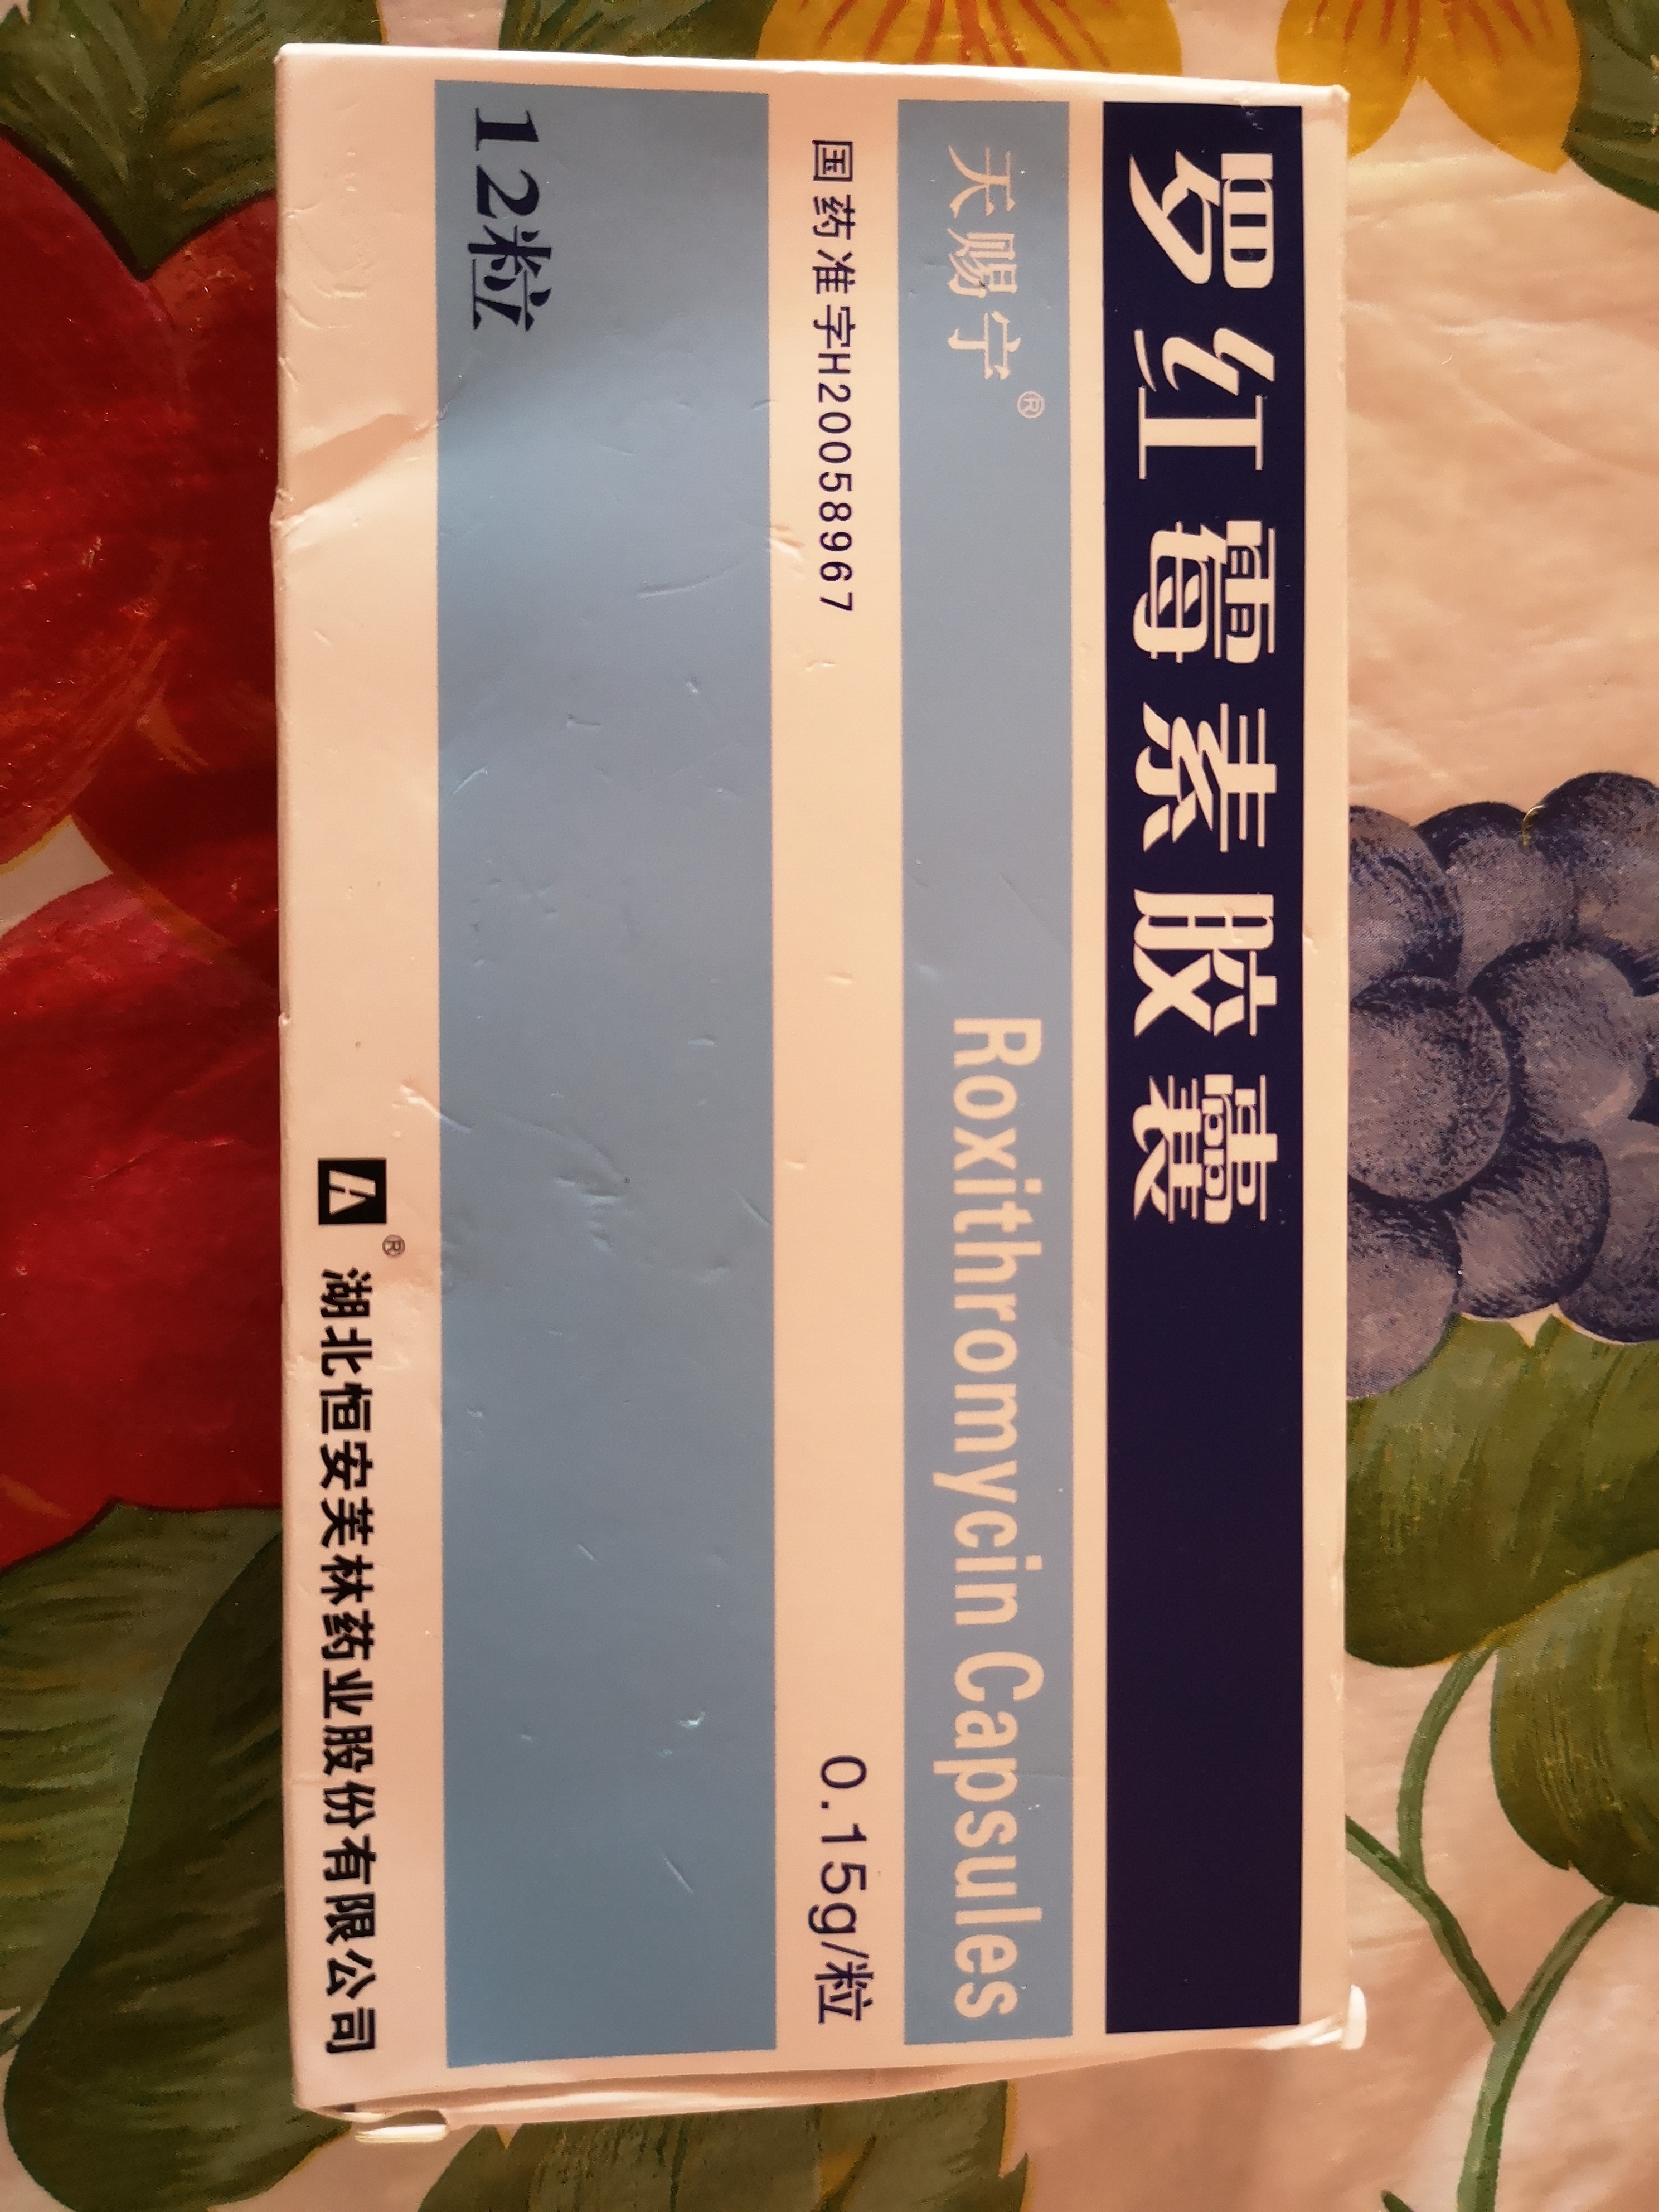 罗红霉素胶囊
天赐宁® Roxithromycin Capsules
国药准字H20058967 0.15g/粒
12粒
® 湖北恒安芙林药业股份有限公司